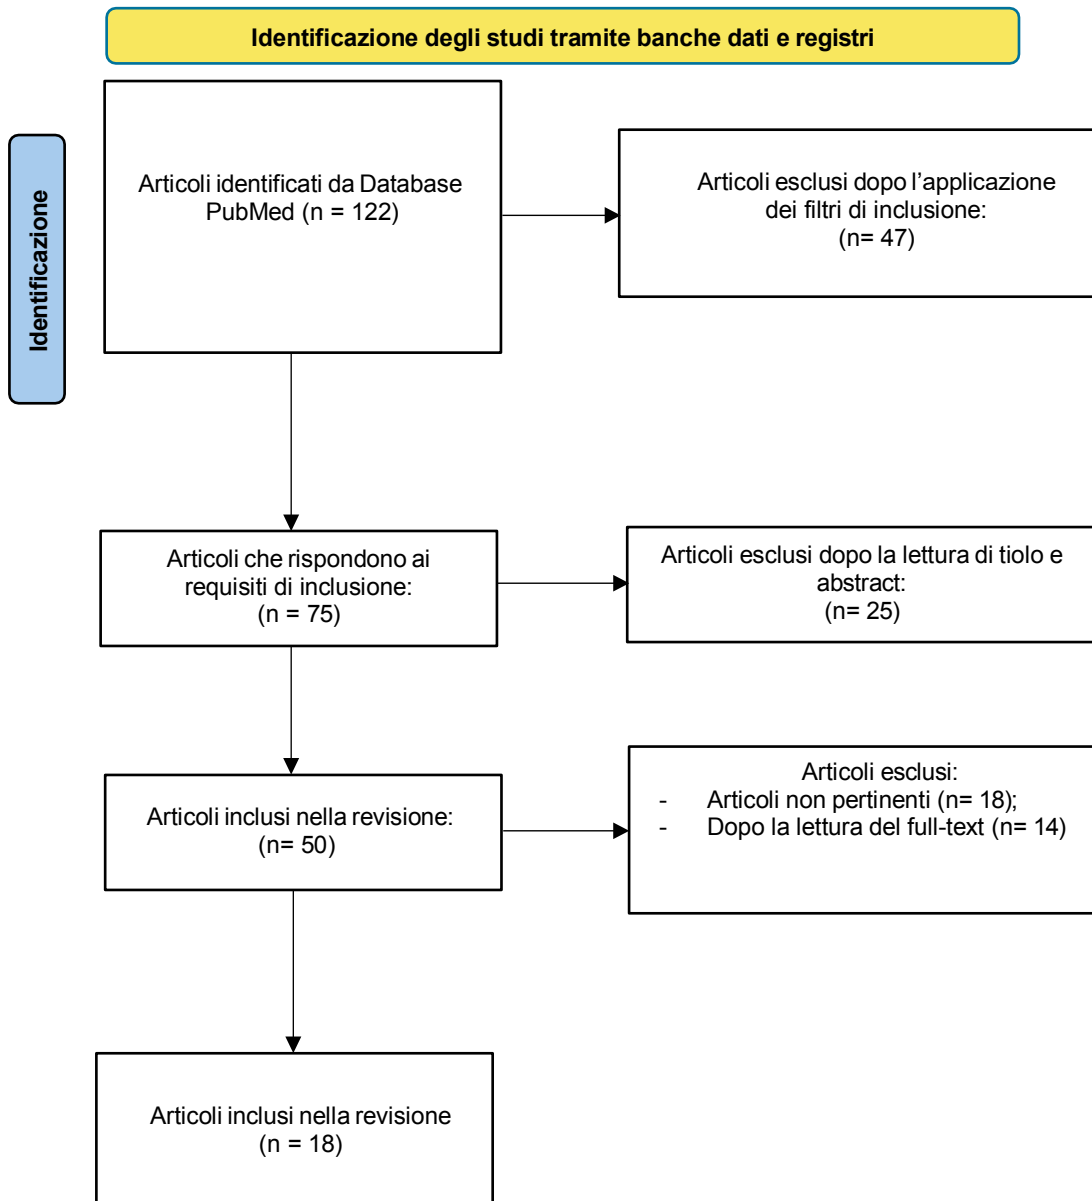 Identificazione degli studi tramite banche dati e registri
Identificazione
Articoli identificati da Database
PubMed (n = 122)
Articoli esclusi dopo l’applicazione
dei filtri di inclusione:
(n= 47)
Articoli che rispondono ai
requisiti di inclusione:
(n = 75)
Articoli esclusi dopo la lettura di tiolo e
abstract:
(n= 25)
Articoli inclusi nella revisione:
(n= 50)
Articoli esclusi:
- Articoli non pertinenti (n= 18);
- Dopo la lettura del full-text (n= 14)
Articoli inclusi nella revisione
(n = 18)